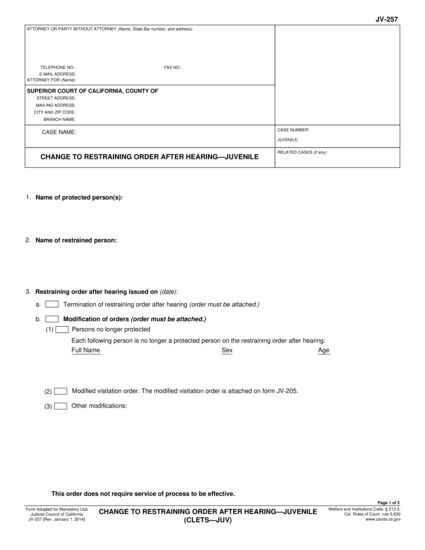 JV-257
ATTORNEY OR PARTY WITHOUT ATTORNEY (Name, State Bar number, and address):
TELEPHONE NO.: FAX NO.:
E-MAIL ADDRESS:
ATTORNEY FOR (Name):
SUPERIOR COURT OF CALIFORNIA, COUNTY OF
STREET ADDRESS:
MAILING ADDRESS:
CITY AND ZIP CODE:
BRANCH NAME:
CASE NAME:
CASE NUMBER:
JUVENILE:
CHANGE TO RESTRAINING ORDER AFTER HEARING—JUVENILE
RELATED CASES (if any):
1. Name of protected person(s):
2. Name of restrained person:
3. Restraining order after hearing issued on (date):
a. Termination of restraining order after hearing (order must be attached.)
b. Modification of orders (order must be attached.)
(1) Persons no longer protected
Each following person is no longer a protected person on the restraining order after hearing:
Full Name Sex Age
(2) Modified visitation order. The modified visitation order is attached on form JV-205.
(3) Other modifications:
This order does not require service of process to be effective.
Page 1 of 2
Form Adopted for Mandatory Use
Judicial Council of California
JV-257 [Rev. January 1, 2014]
CHANGE TO RESTRAINING ORDER AFTER HEARING—JUVENILE
(CLETS—JUV)
Welfare and Institutions Code, § 213.5,
Cal. Rules of Court, rule 5.630
www.courts.ca.gov